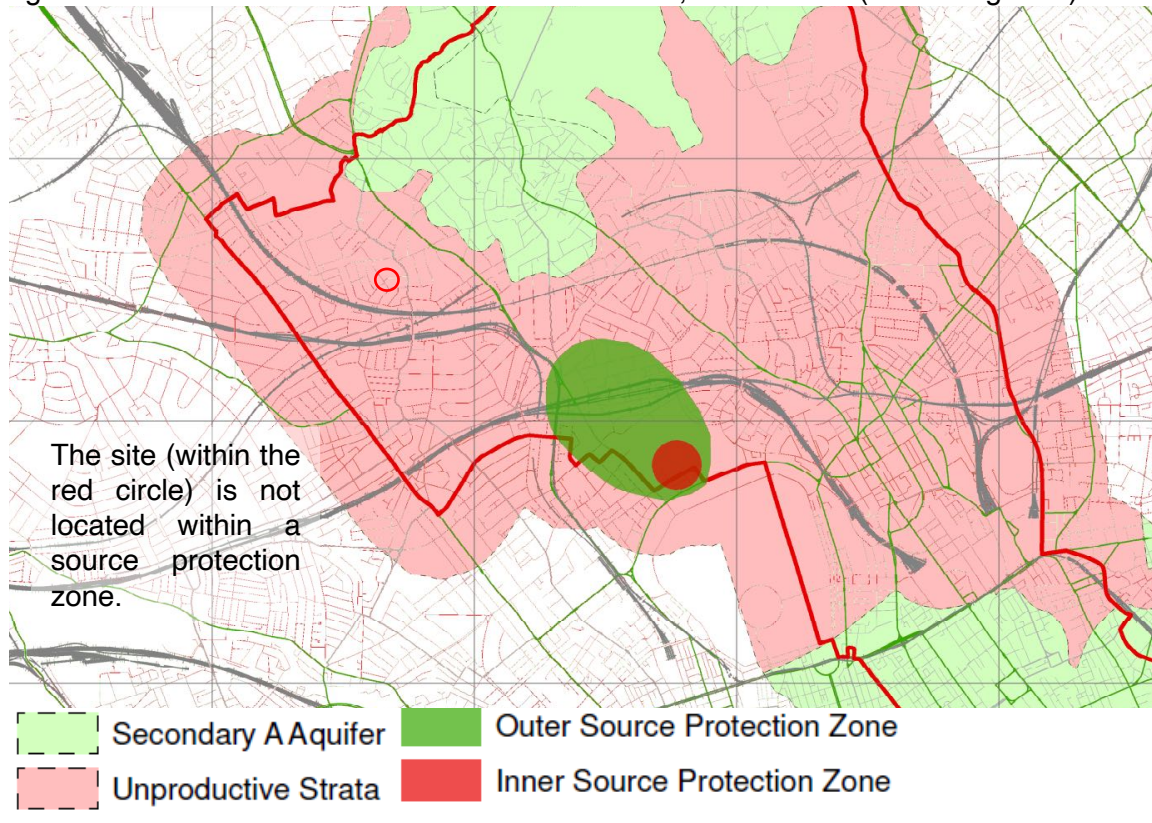 The site (within the
red circle) is not
located within a
source protection
zone.
Secondary A Aquifer
Outer Source Protection Zone
Unproductive Strata
Inner Source Protection Zone